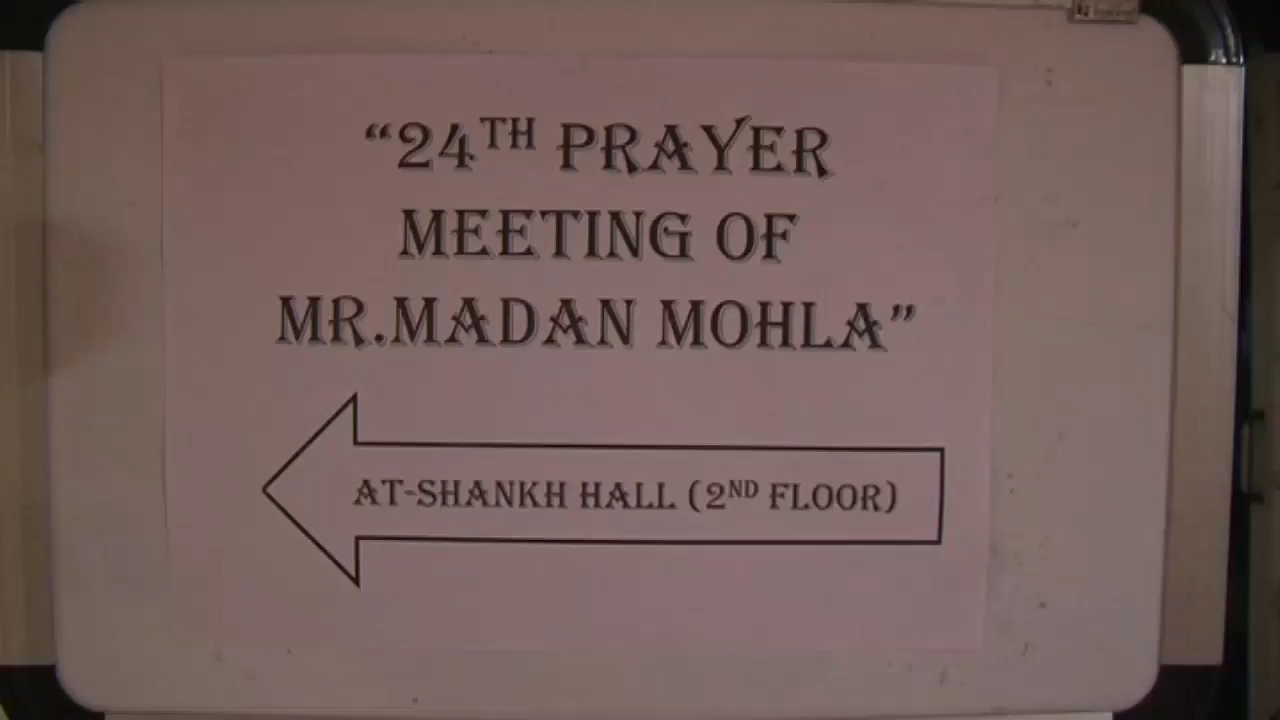 “24TH PRAYER
MEETING OF
MR.MADAN MOHLA”
AT-SHANKH HALL (2ND FLOOR)